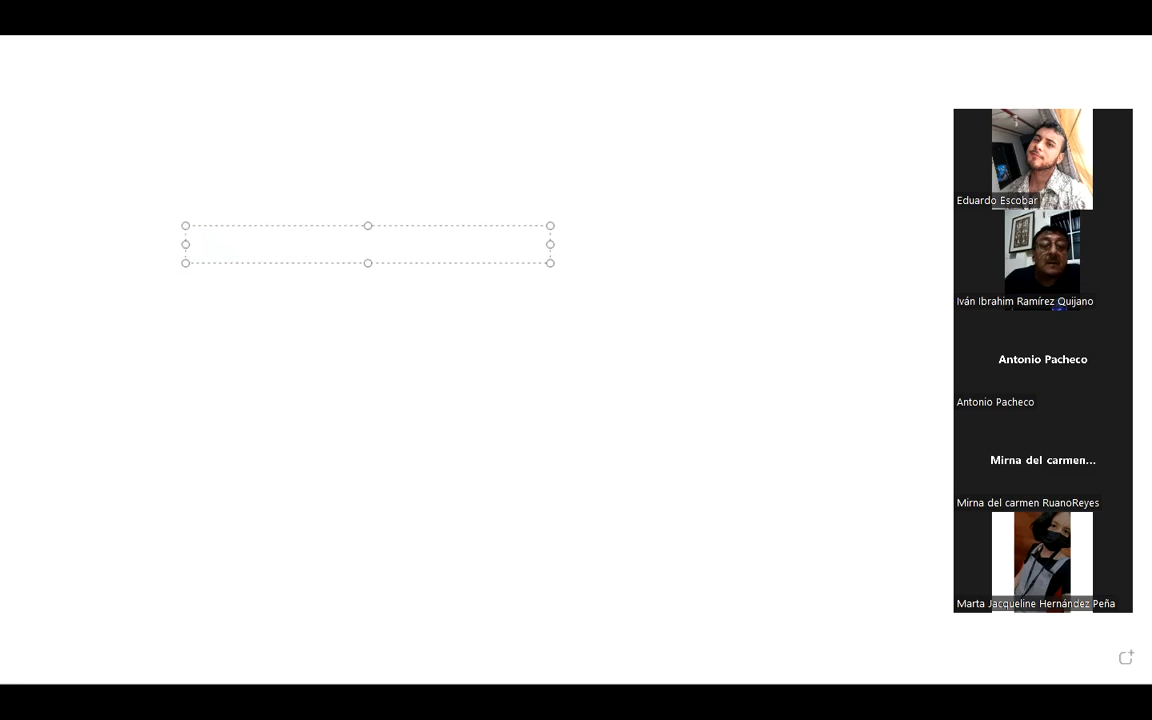 Eduardo Escobar
Iván Ibrahim Ramírez Quijano
Antonio Pacheco
Antonio Pacheco
Mirna del carmen...
Mirna del carmen RuanoReyes
Marta Jacqueline Hernández Peña